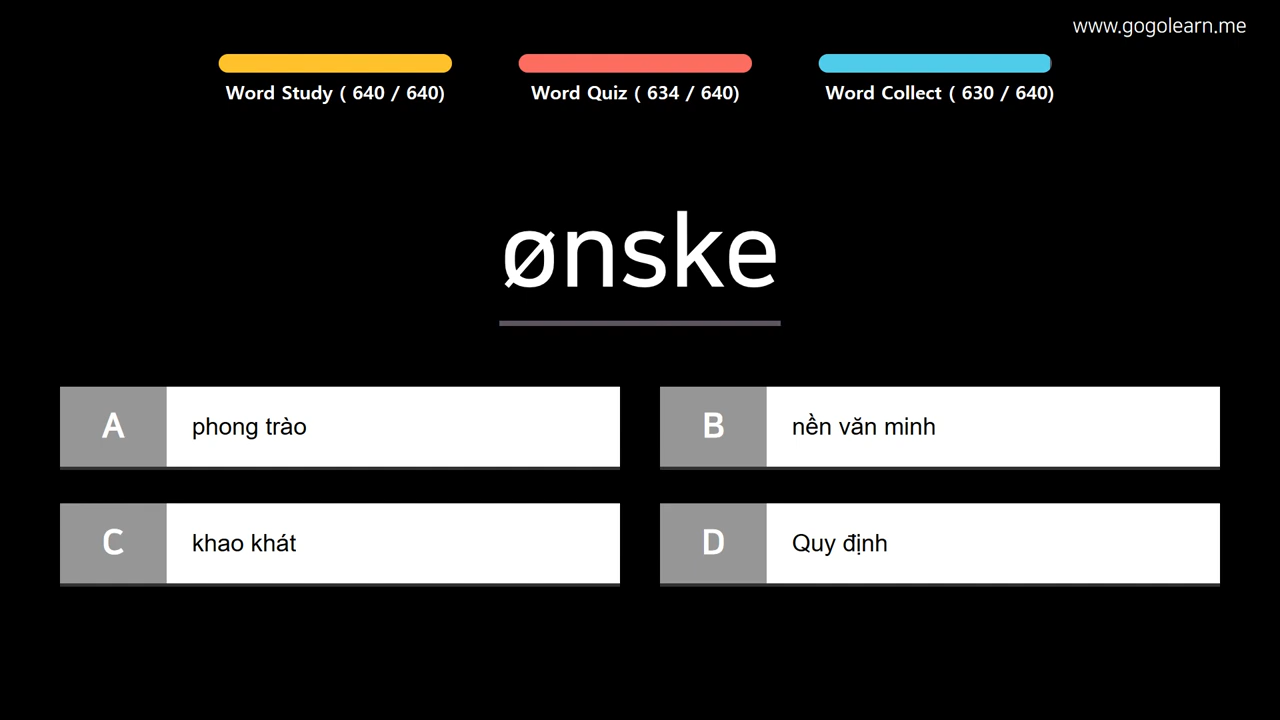 www.gogolearn.me
Word Study ( 640 / 640)
Word Quiz ( 634 / 640)
Word Collect ( 630 / 640)
ønske
A phong trào
B nền văn minh
C khao khát
D Quy định